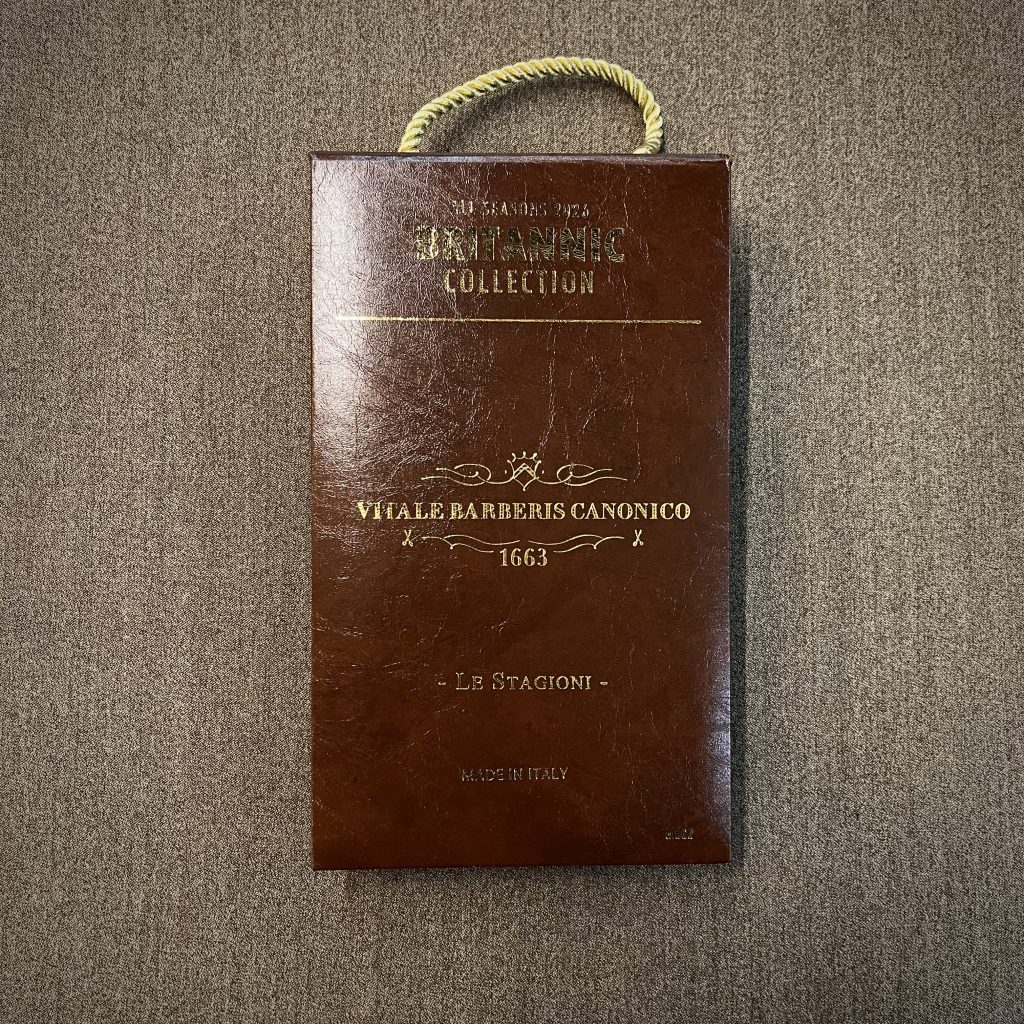 ALL SEASONS 2026
BRITANNIC
COLLECTION
VITALE BARBERIS CANONICO
1663
- LE STAGIONI -
MADE IN ITALY